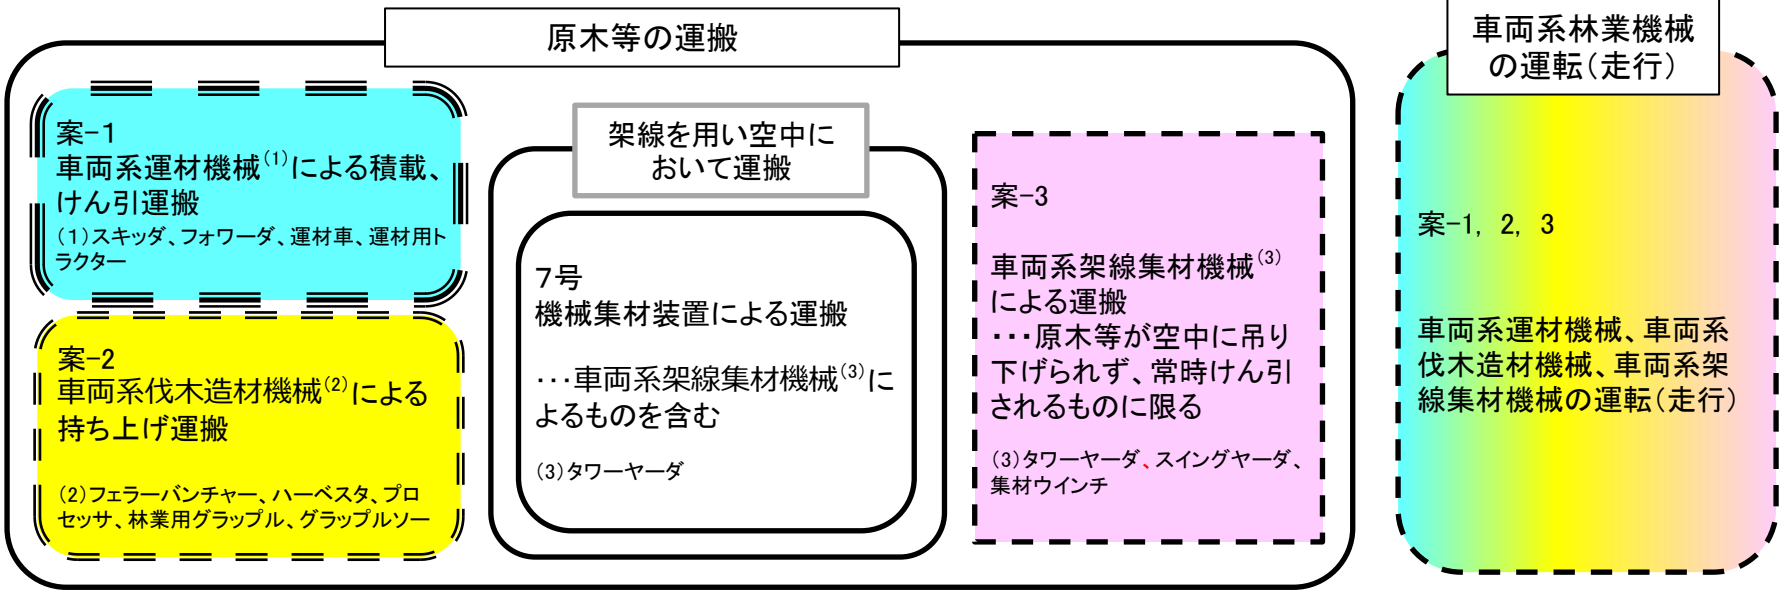 原木等の運搬
案-１
車両系運材機械(1)による積載、
けん引運搬
(1)スキッダ、フォワーダ、運材車、運材用ト
ラクター
案-2
車両系伐木造材機械(2)による
持ち上げ運搬
(2)フェラーバンチャー、ハーベスタ、プロ
セッサ、林業用グラップル、グラップルソー
架線を用い空中に
おいて運搬
７号
機械集材装置による運搬
･･･車両系架線集材機械(3)に
よるものを含む
(3)タワーヤーダ
案-3
車両系架線集材機械(3)
による運搬
･･･原木等が空中に吊り
下げられず、常時けん引
されるものに限る
(3)タワーヤーダ、スイングヤーダ、
集材ウインチ
車両系林業機械
の運転(走行)
案-1, 2, 3
車両系運材機械、車両系
伐木造材機械、車両系架
線集材機械の運転(走行)